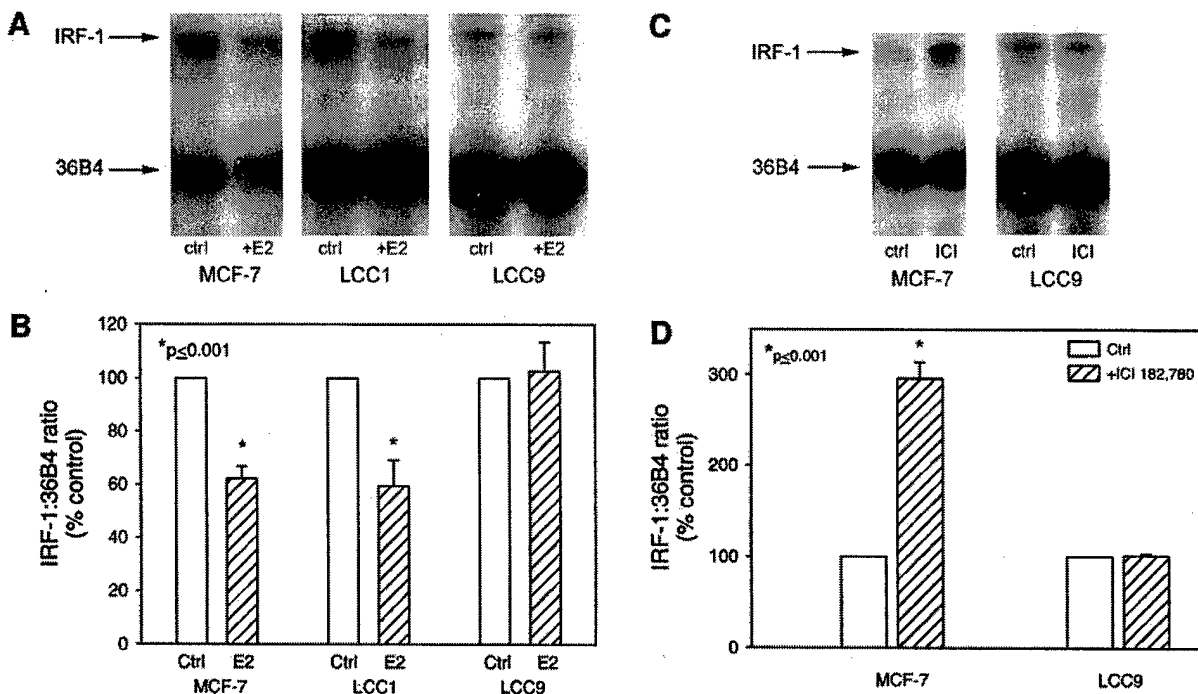 A
IRF-1
36B4
ctrl +E2 ctrl +E2 ctrl +E2
MCF-7 LCC1 LCC9
C
IRF-1
36B4
ctrl ICI ctrl ICI
MCF-7 LCC9
B
*p≤0.001
IRF-1:36B4 ratio
(% control)
120
100
80
60
40
20
0
* *
Ctrl E2 Ctrl E2 Ctrl E2
MCF-7 LCC1 LCC9
D
*p≤0.001
Ctrl
+ICI 182,780
IRF-1:36B4 ratio
(% control)
300
200
100
0
*
MCF-7 LCC9